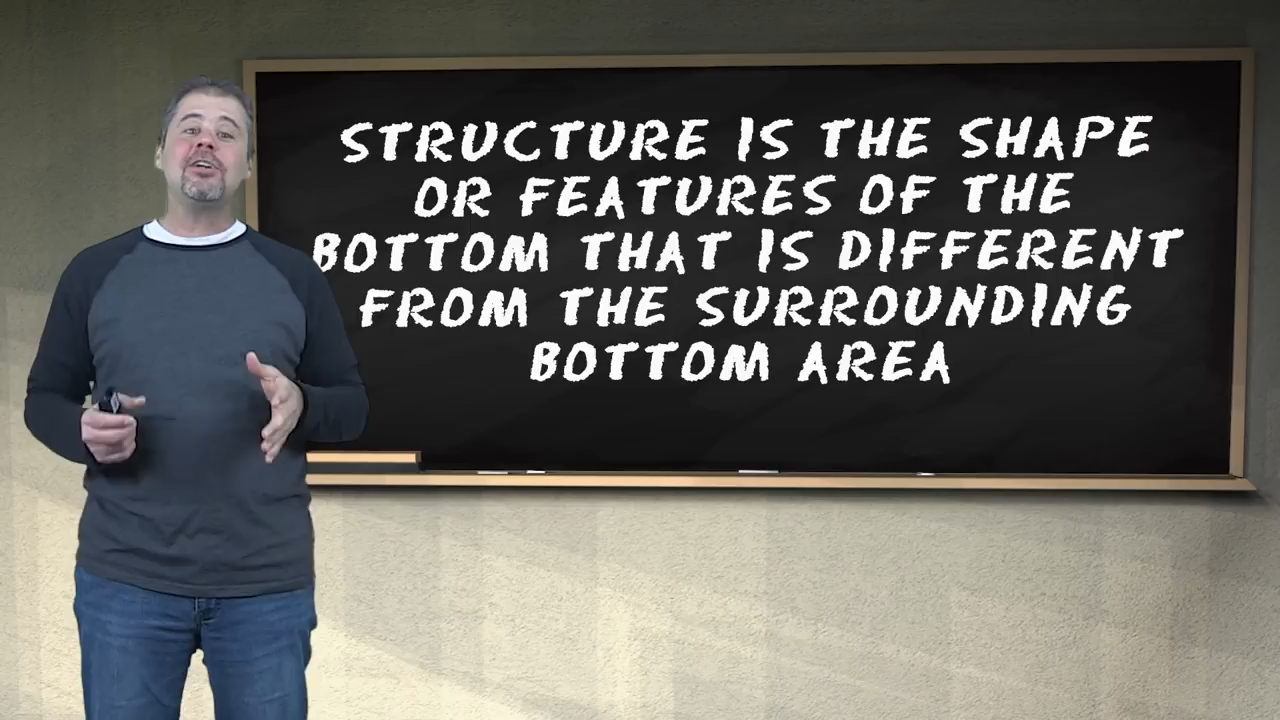 STRUCTURE IS THE SHAPE
OR FEATURES OF THE
BOTTOM THAT IS DIFFERENT
FROM THE SURROUNDING
BOTTOM AREA